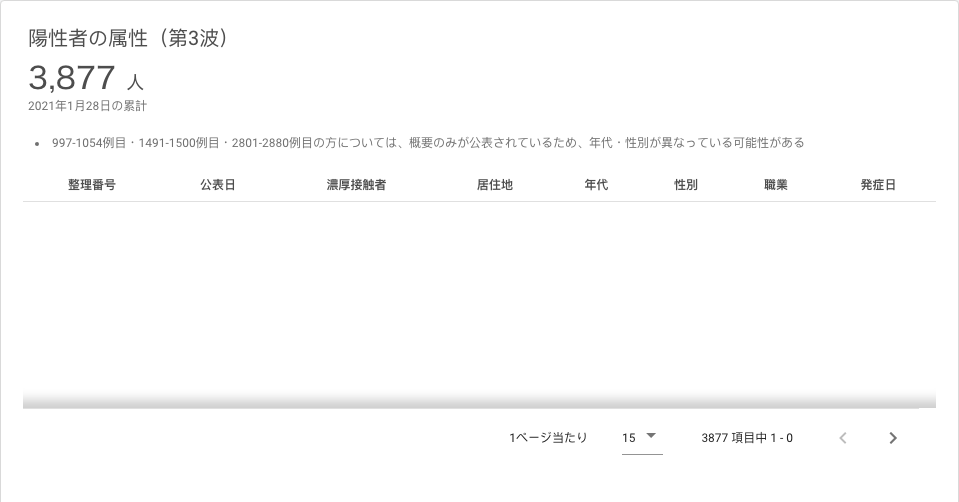 陽性者の属性（第3波）
3,877 人
2021年1月28日の累計
• 997-1054例目・1491-1500例目・2801-2880例目の方については、概要のみが公表されているため、年代・性別が異なっている可能性がある
整理番号 公表日 濃厚接触者 居住地 年代 性別 職業 発症日
1ページ当たり 15 3877 項目中 1 - 0